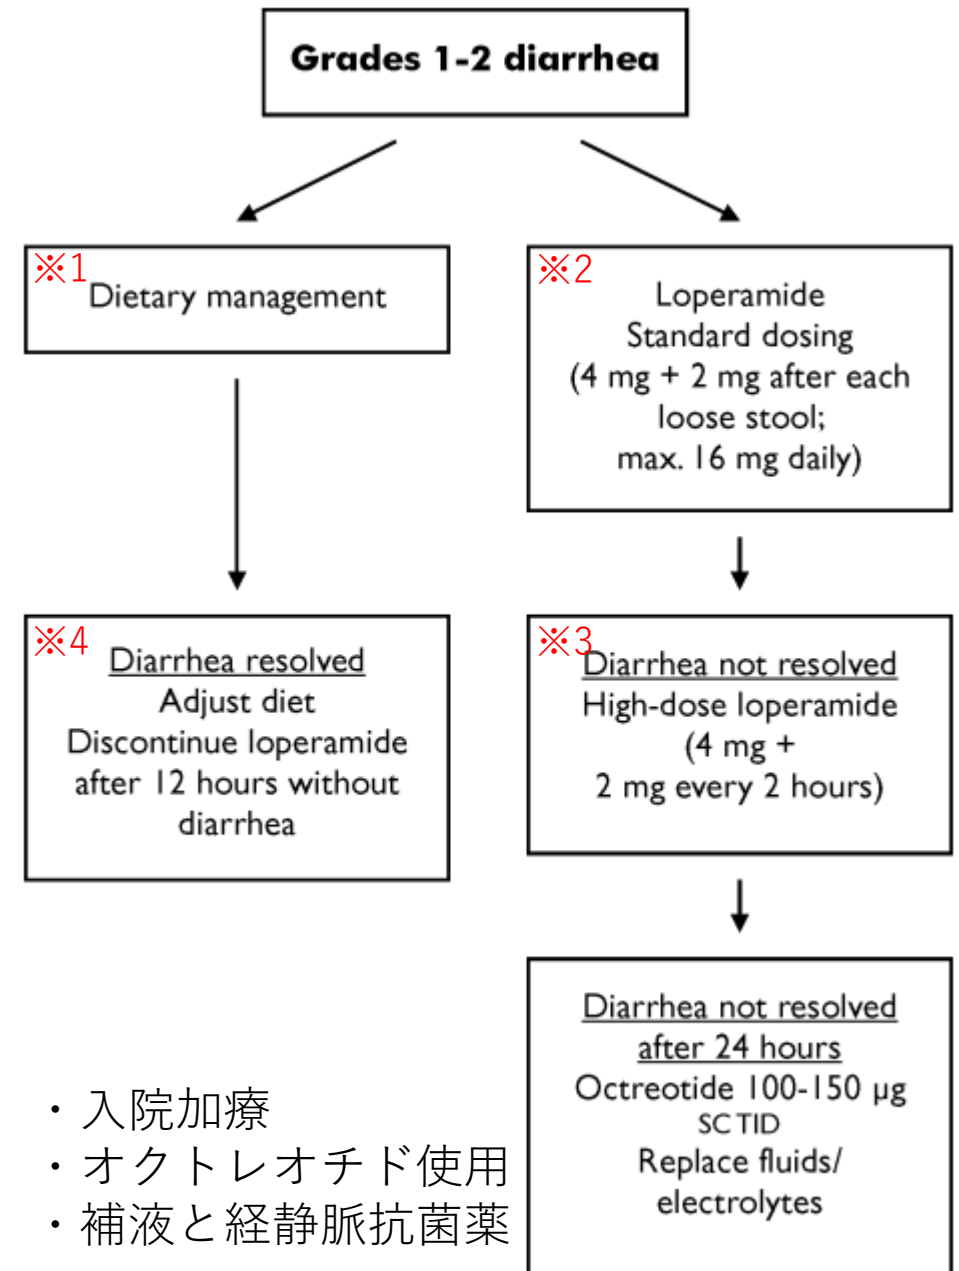 Grades 1-2 diarrhea
※1
Dietary management
※2
Loperamide
Standard dosing
(4 mg + 2 mg after each
loose stool;
max. 16 mg daily)
※4
Diarrhea resolved
Adjust diet
Discontinue loperamide
after 12 hours without
diarrhea
※3
Diarrhea not resolved
High-dose loperamide
(4 mg +
2 mg every 2 hours)
Diarrhea not resolved
after 24 hours
Octreotide 100-150 µg
SC TID
Replace fluids/
electrolytes
・入院加療
・オクトレオチド使用
・補液と経静脈抗菌薬